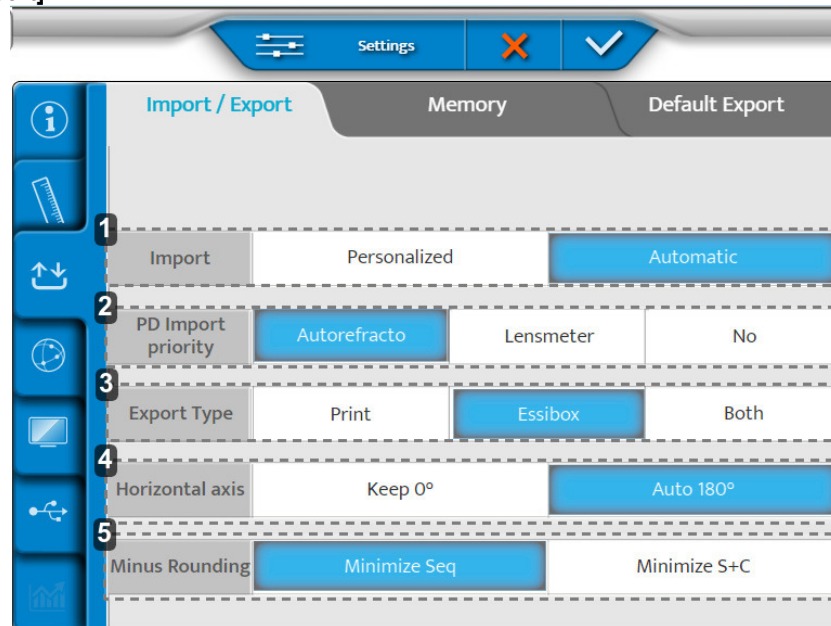 Settings
Import / Export Memory Default Export
1
Import Personalized Automatic
2
PD Import
priority Autorefracto Lensmeter No
3
Export Type Print Essibox Both
4
Horizontal axis Keep 0° Auto 180°
5
Minus Rounding Minimize Seq Minimize S+C